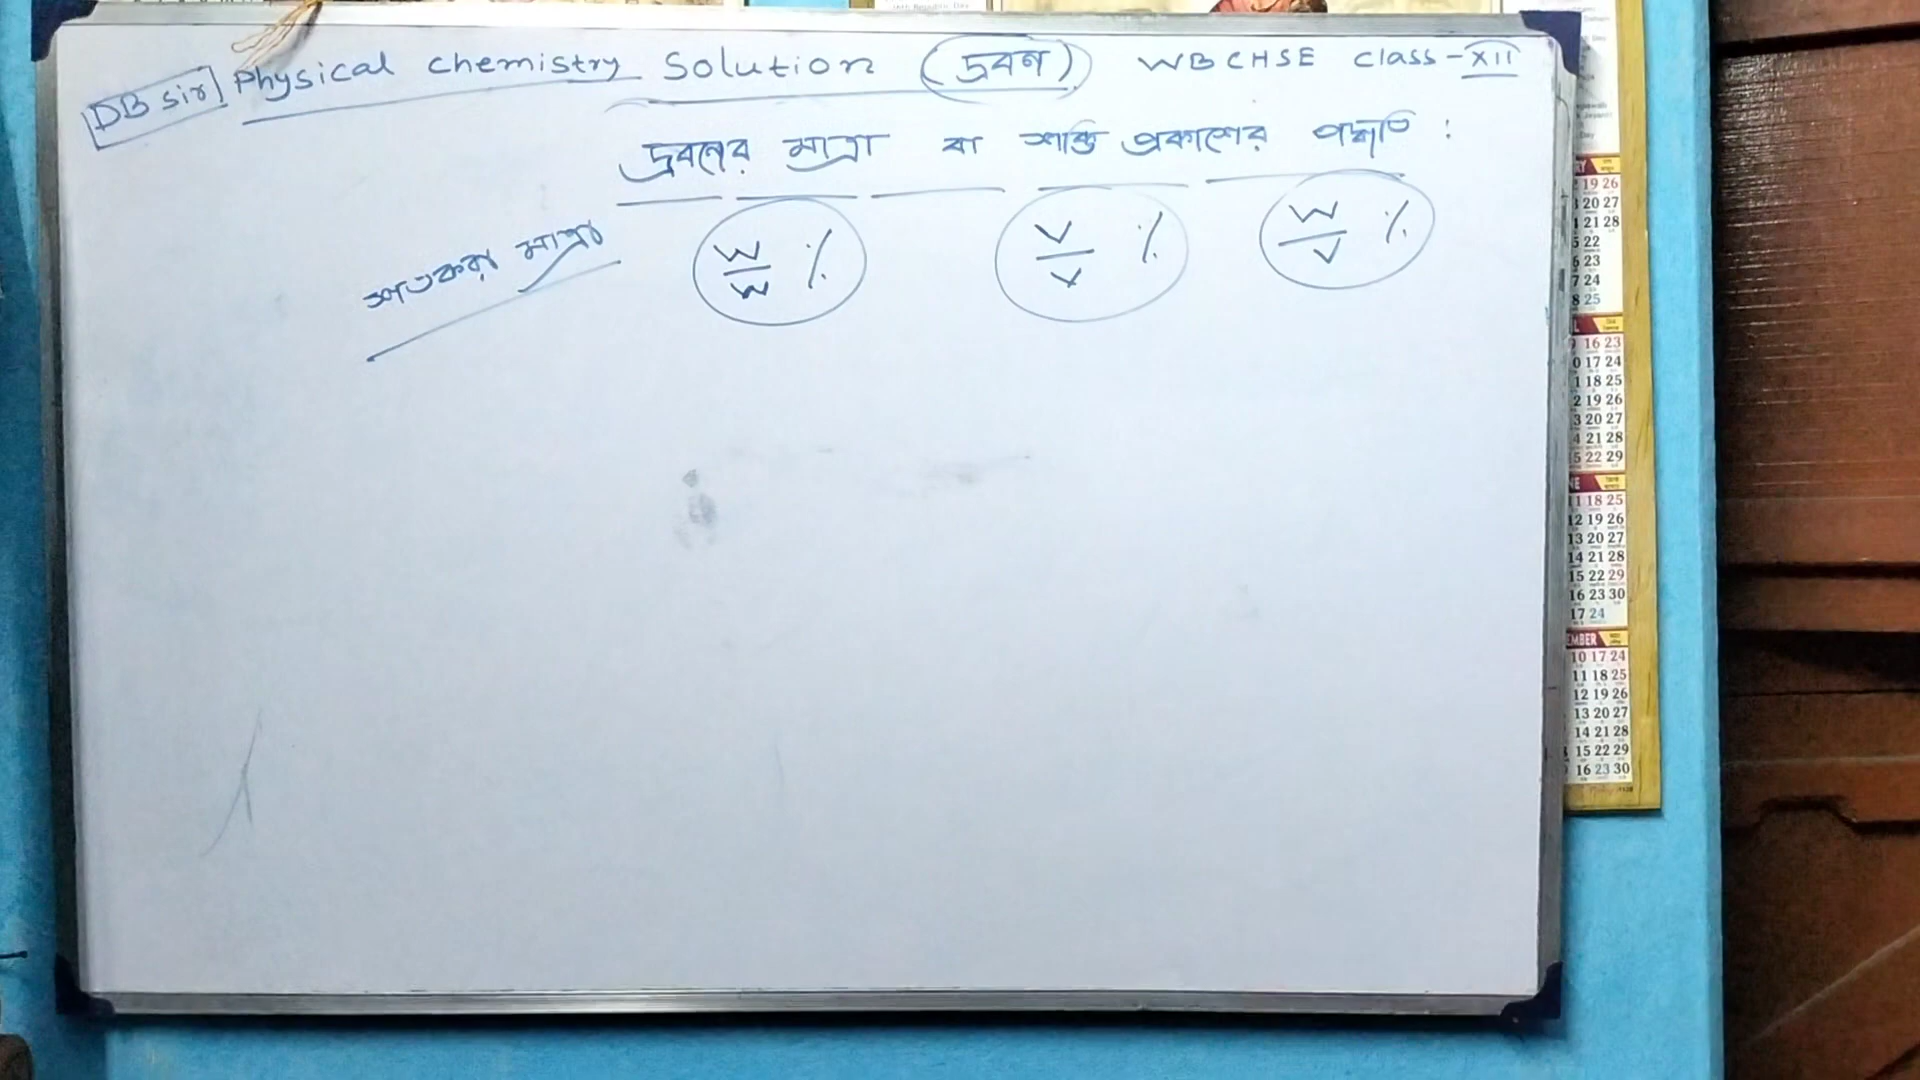 DB sir Physical chemistry Solution (দ্রবণ) WBCHSE class-XII
দ্রবণের মাত্রা বা শক্তি প্রকাশের পদ্ধতি :
শতকরা মাত্রা W/W % V/V % W/V %